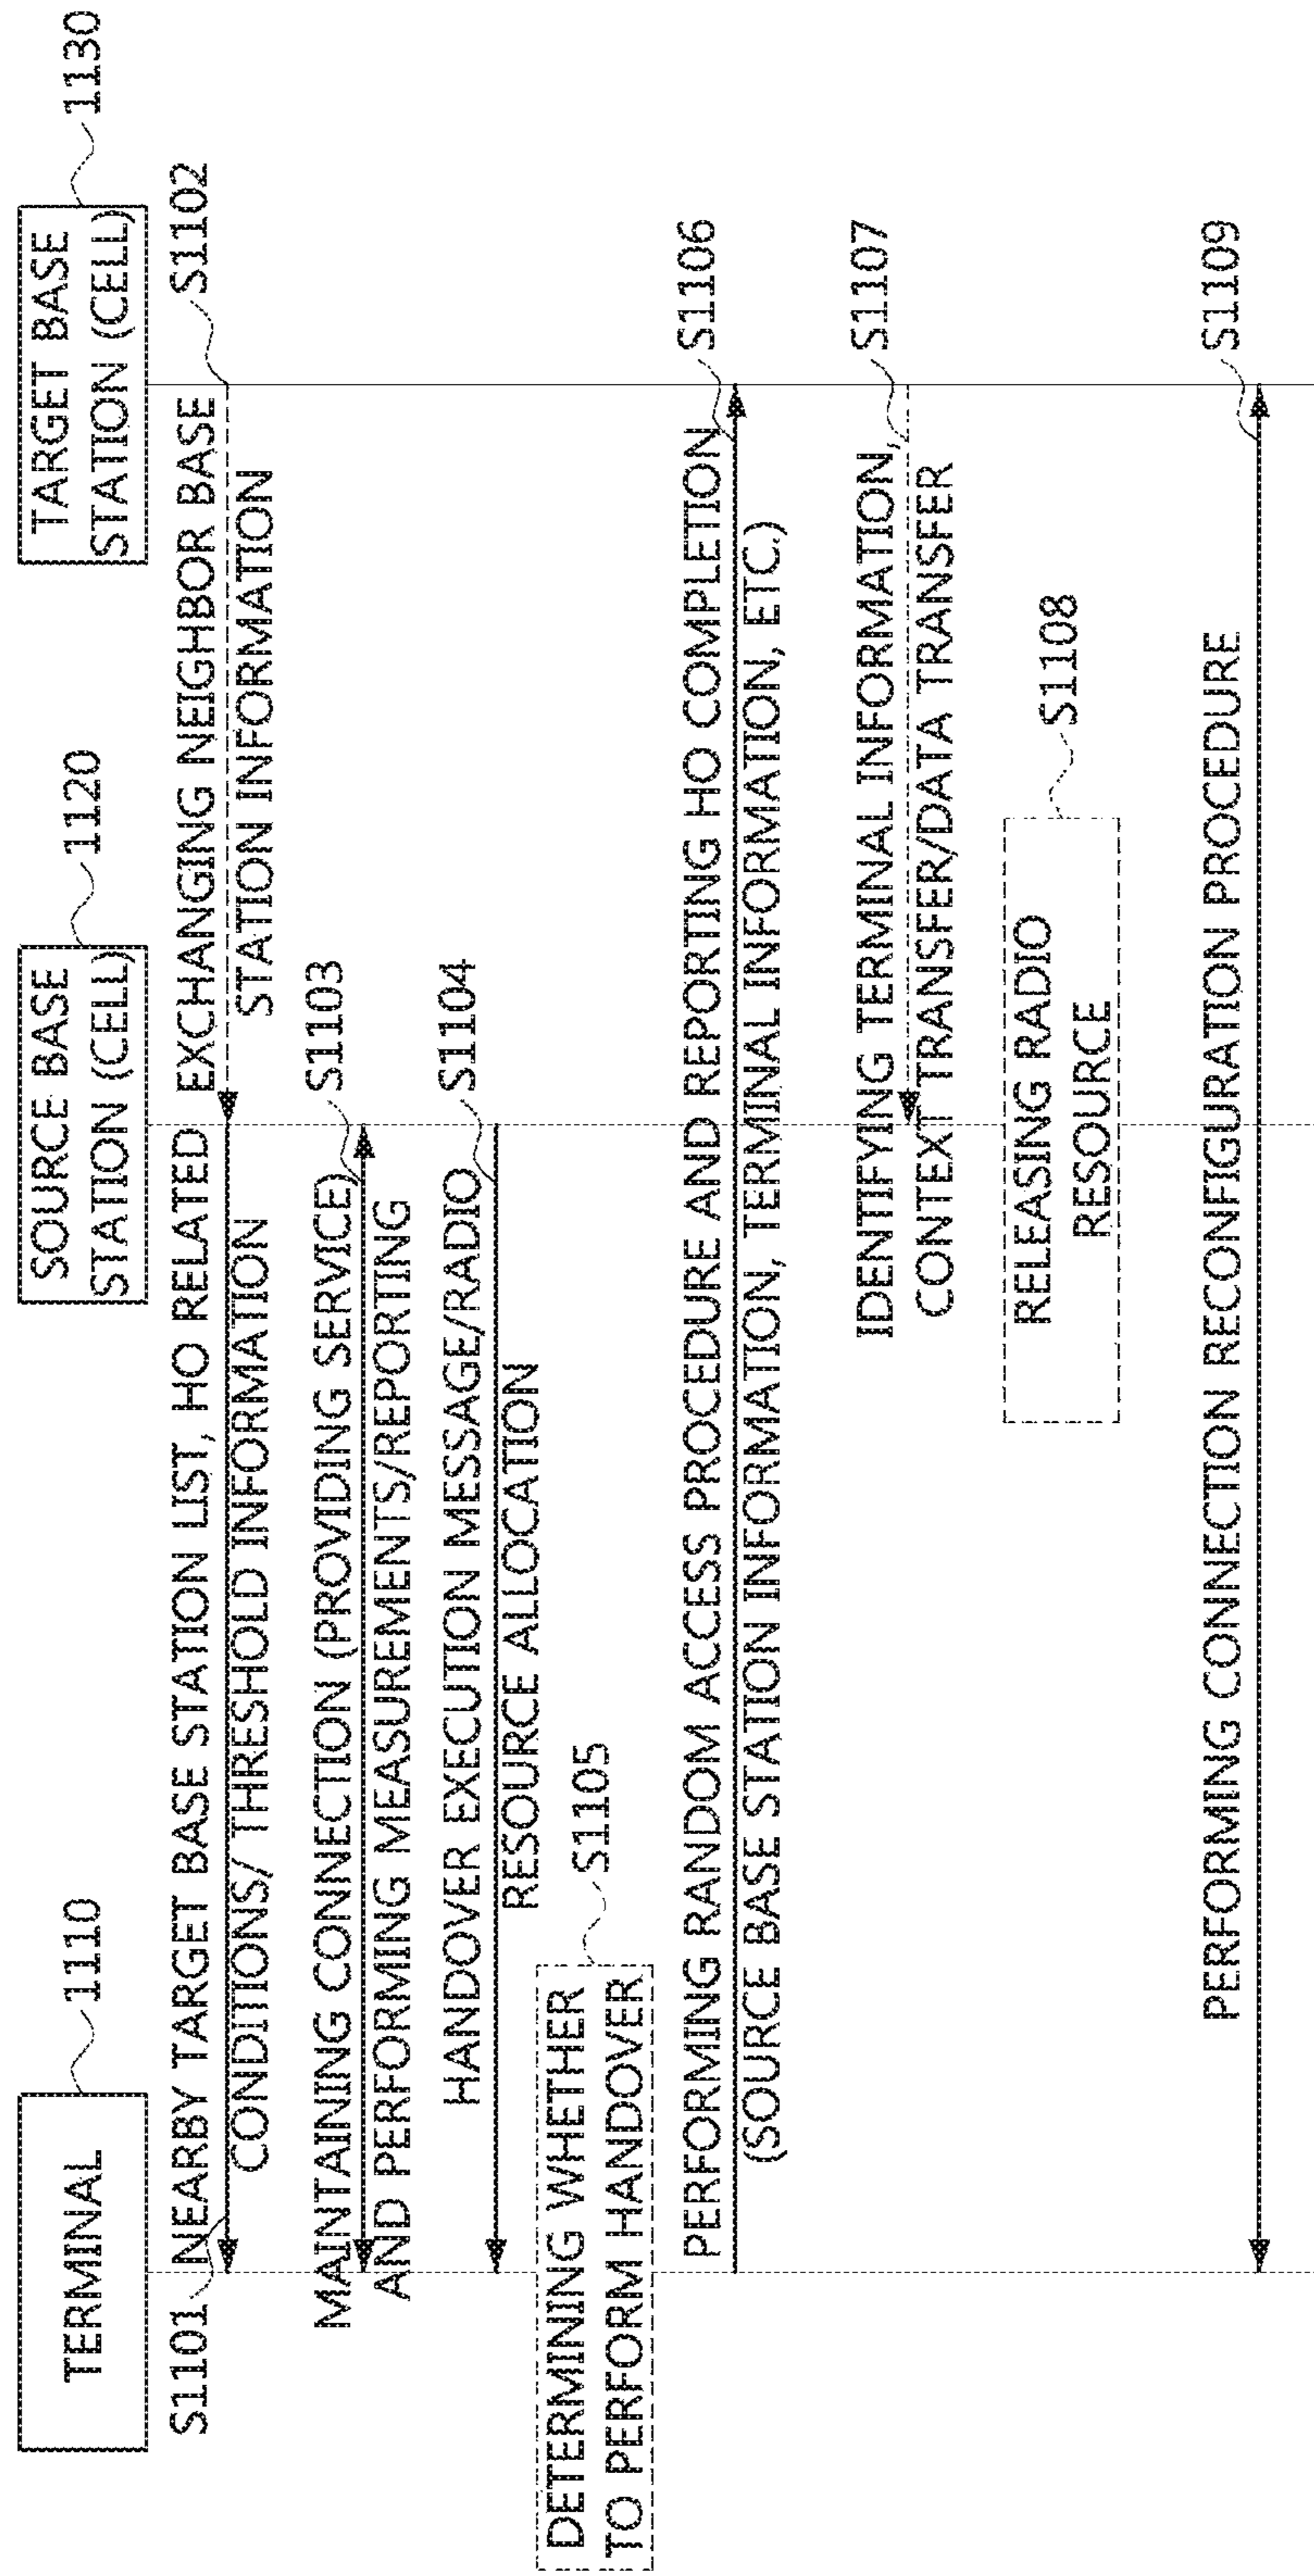 TERMINAL
1110
SOURCE BASE
STATION (CELL)
1120
TARGET BASE
STATION (CELL)
1130
S1101
NEARBY TARGET BASE STATION LIST, HO RELATED
CONDITIONS/ THRESHOLD INFORMATION
EXCHANGING NEIGHBOR BASE
STATION INFORMATION
S1102
MAINTAINING CONNECTION (PROVIDING SERVICE)
AND PERFORMING MEASUREMENTS/REPORTING
S1103
HANDOVER EXECUTION MESSAGE/RADIO
RESOURCE ALLOCATION
S1104
DETERMINING WHETHER
TO PERFORM HANDOVER
S1105
PERFORMING RANDOM ACCESS PROCEDURE AND REPORTING HO COMPLETION
(SOURCE BASE STATION INFORMATION, TERMINAL INFORMATION, ETC.)
S1106
IDENTIFYING TERMINAL INFORMATION,
CONTEXT TRANSFER/DATA TRANSFER
S1107
RELEASING RADIO
RESOURCE
S1108
PERFORMING CONNECTION RECONFIGURATION PROCEDURE
S1109